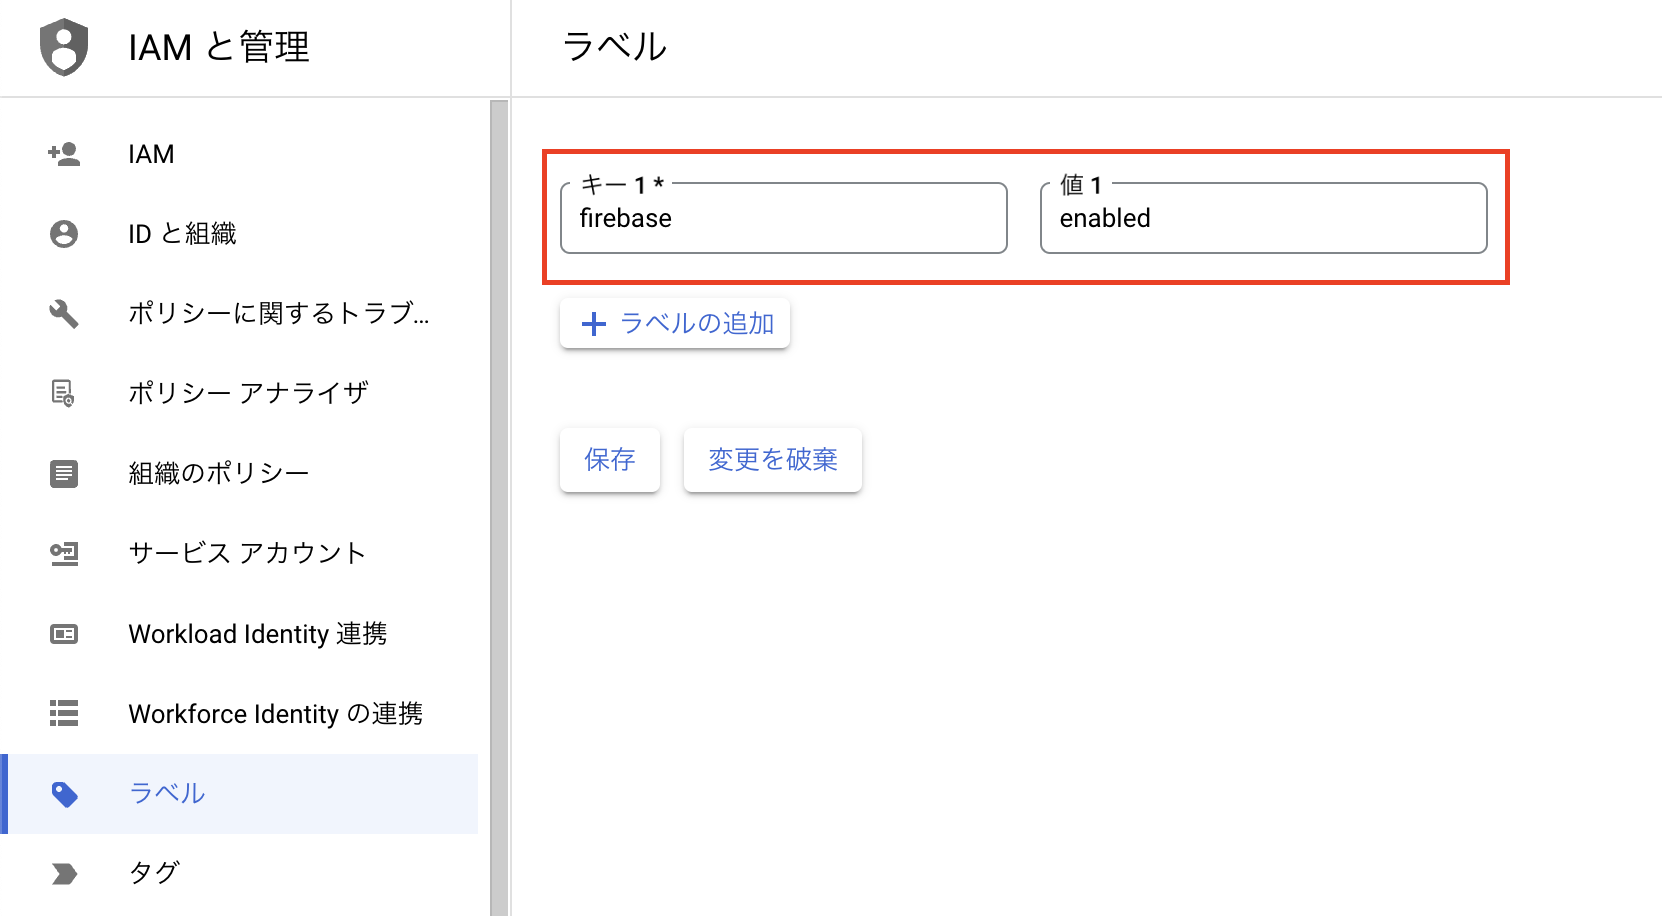 IAM と管理
ラベル
IAM
ID と組織
ポリシーに関するトラブ...
ポリシー アナライザ
組織のポリシー
サービス アカウント
Workload Identity 連携
Workforce Identity の連携
ラベル
タグ
キー 1 *
firebase
値 1
enabled
ラベルの追加
保存
変更を破棄